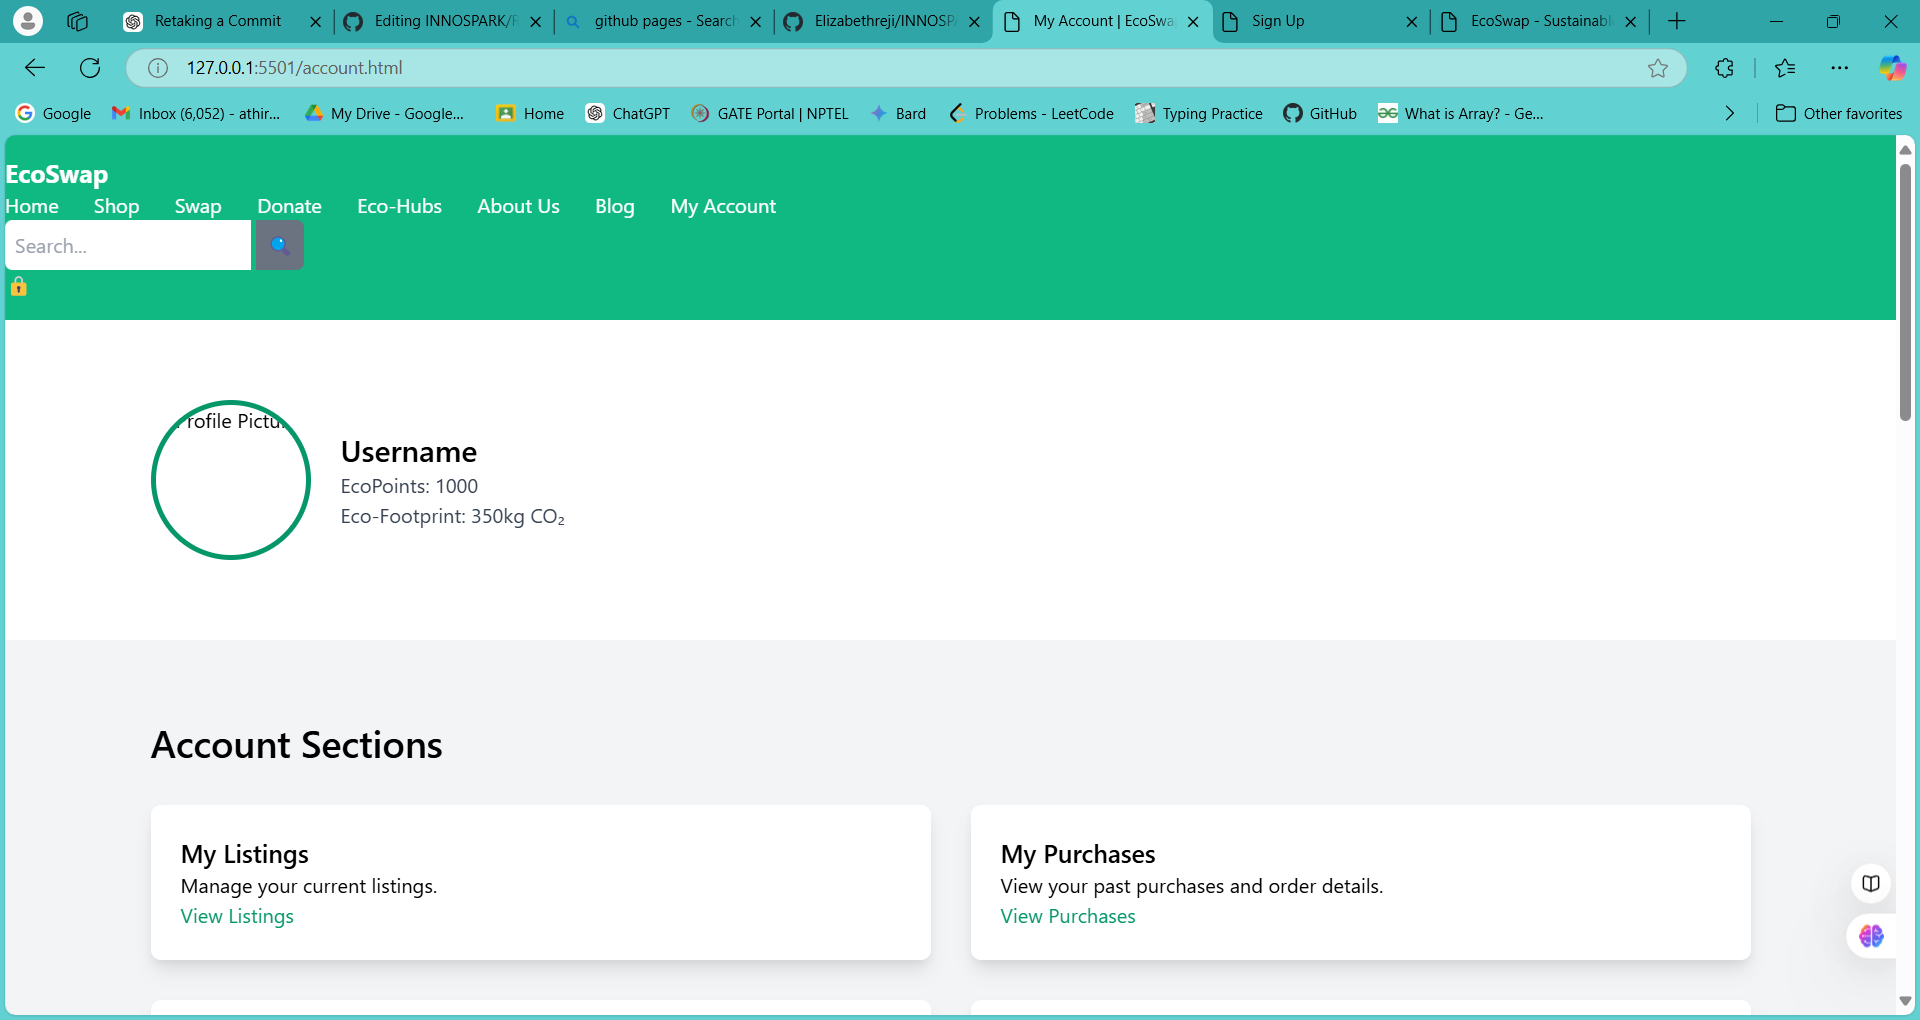 Retaking a Commit
Editing INNOSPARK/R
github pages - Search
Elizabethreji/INNOSPA
My Account | EcoSwa
Sign Up
EcoSwap - Sustainabl
127.0.0.1:5501/account.html
Google
Inbox (6,052) - athir...
My Drive - Google...
Home
ChatGPT
GATE Portal | NPTEL
Bard
Problems - LeetCode
Typing Practice
GitHub
What is Array? - Ge...
Other favorites
EcoSwap
Home Shop Swap Donate Eco-Hubs About Us Blog My Account
Search...
Profile Pictu
Username
EcoPoints: 1000
Eco-Footprint: 350kg CO₂
Account Sections
My Listings
Manage your current listings.
View Listings
My Purchases
View your past purchases and order details.
View Purchases